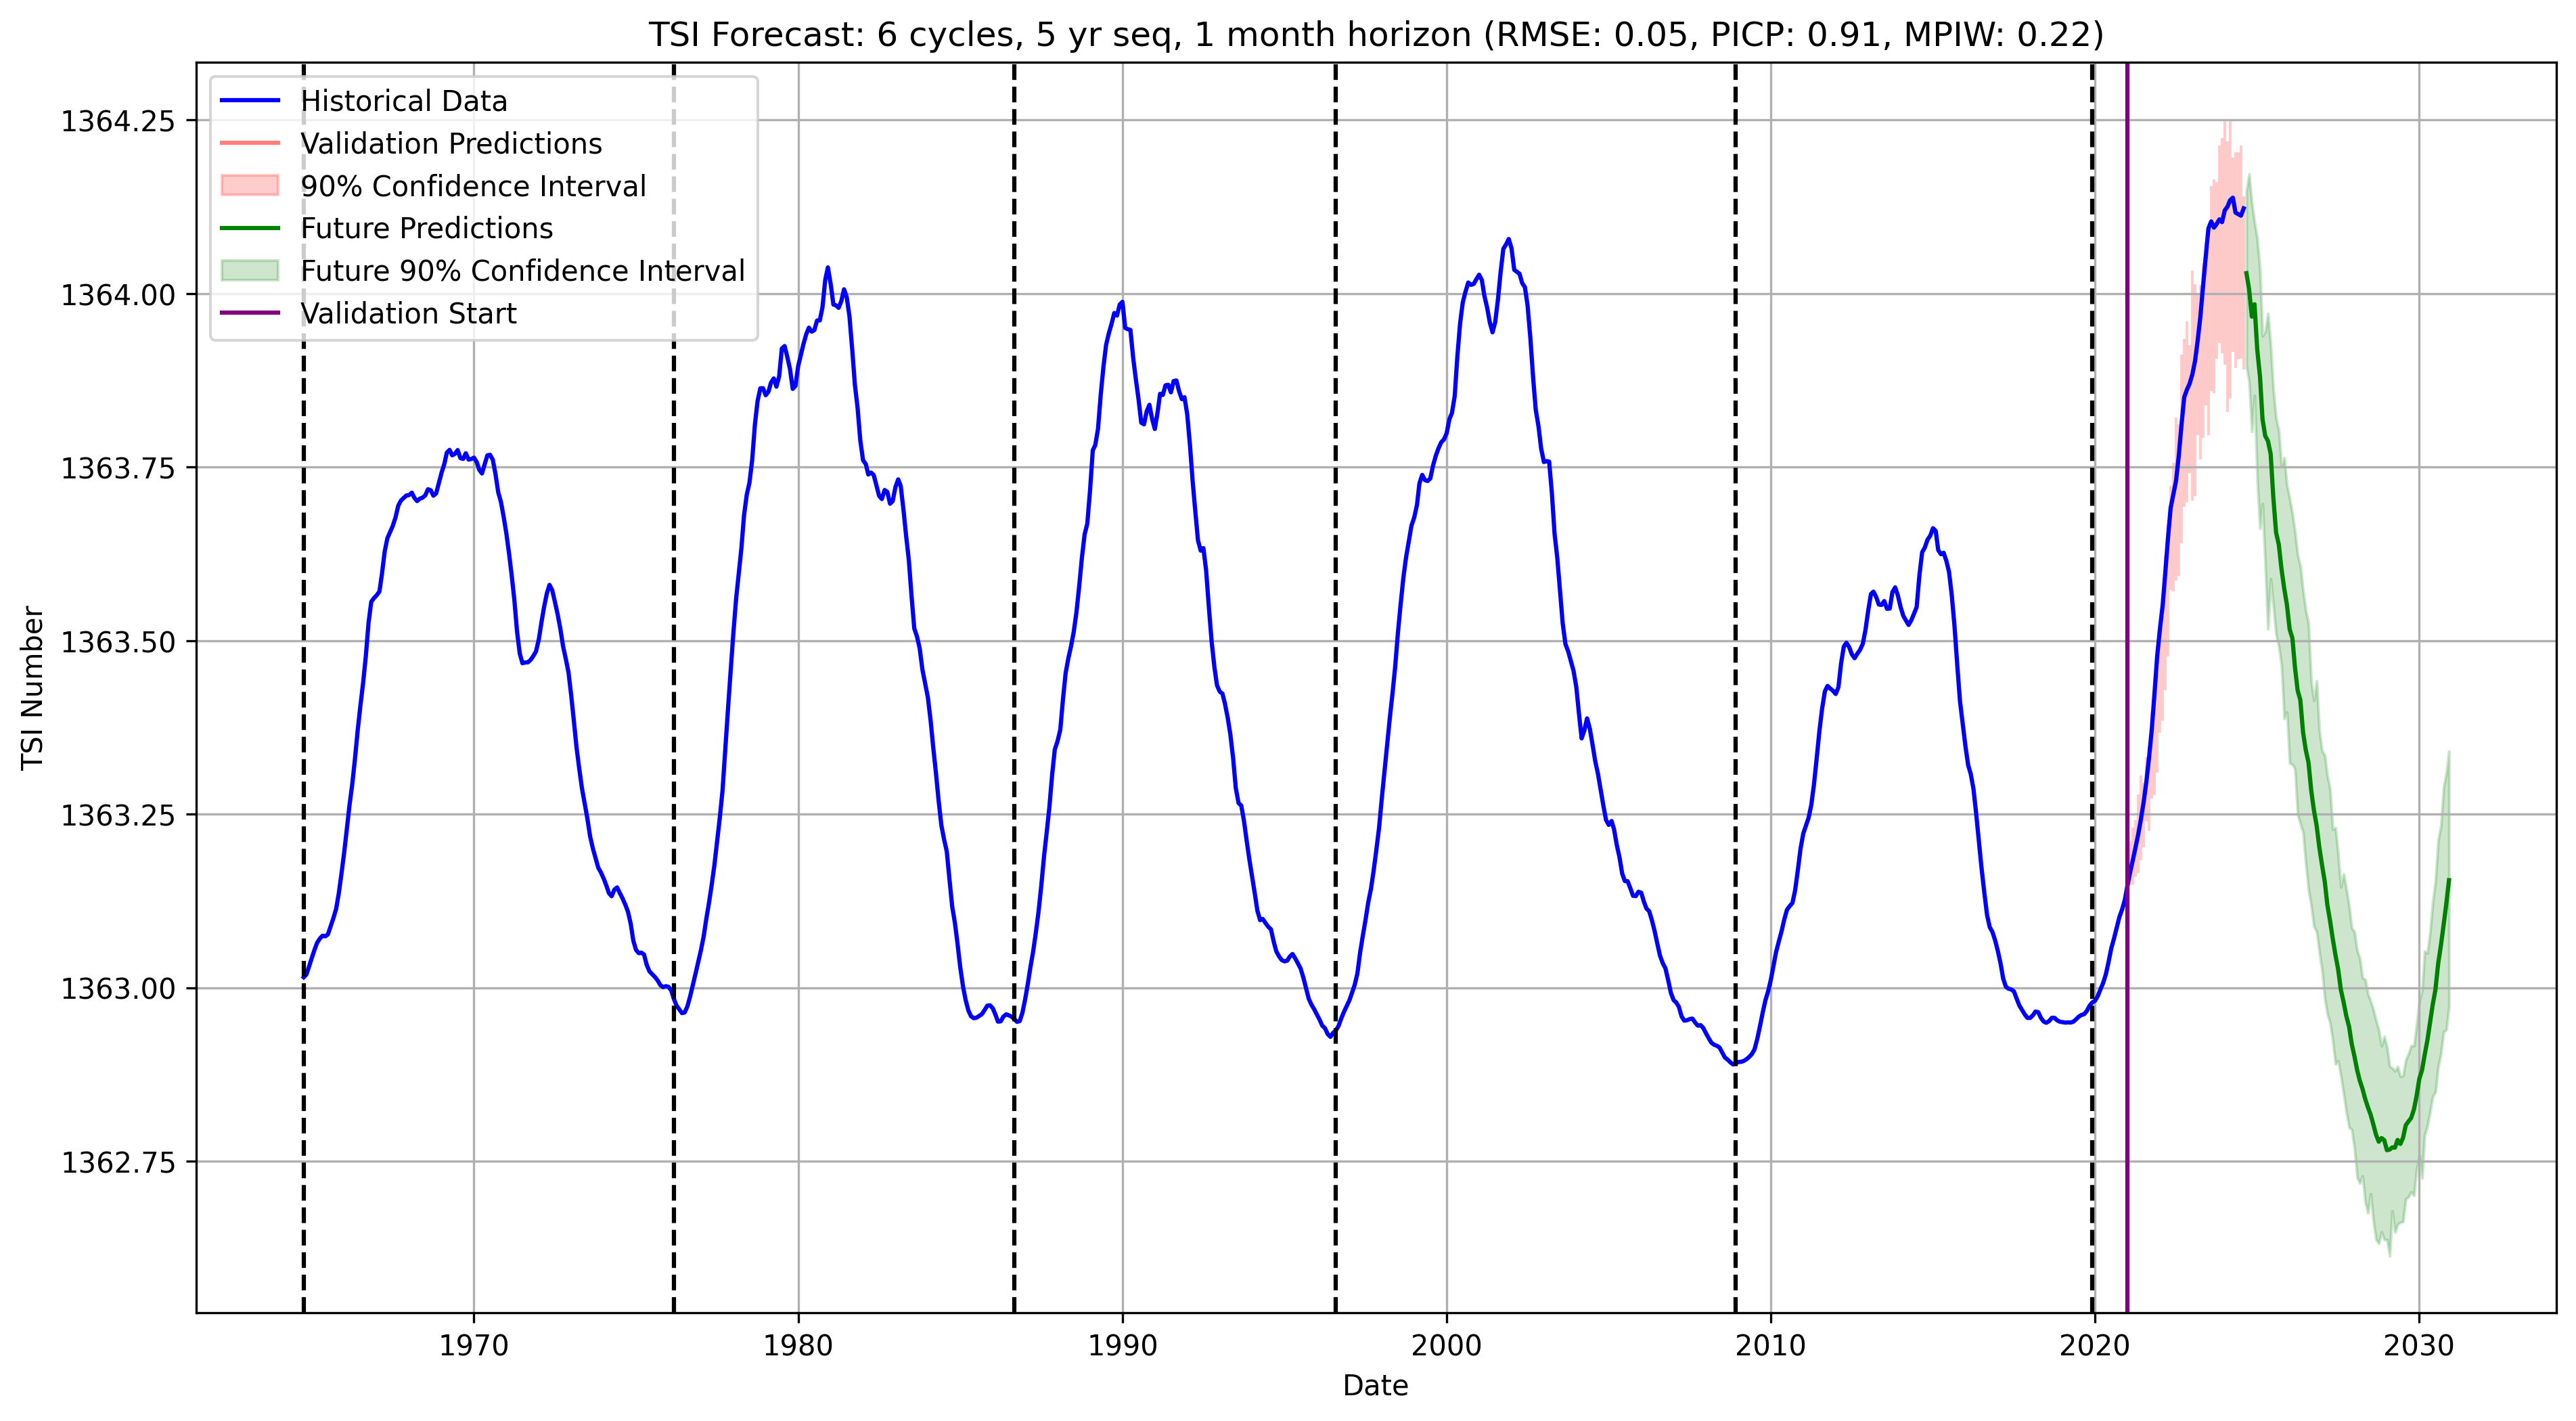 TSI Forecast: 6 cycles, 5 yr seq, 1 month horizon (RMSE: 0.05, PICP: 0.91, MPIW: 0.22)
Historical Data
Validation Predictions
90% Confidence Interval
Future Predictions
Future 90% Confidence Interval
Validation Start
TSI Number
1364.25
1364.00
1363.75
1363.50
1363.25
1363.00
1362.75
1970 1980 1990 2000 2010 2020 2030
Date